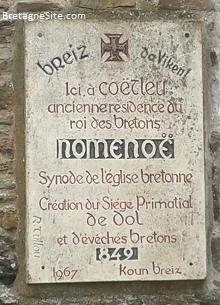 BretagneSite.com
breiz da viken!
Ici, à COËTLEU
ancienne résidence du
roi des bretons
NOMENOË
Synode de l'église bretonne
Création du Siège Primatial
de dol
et d'évêchés bretons
849
1967 Koun breiz